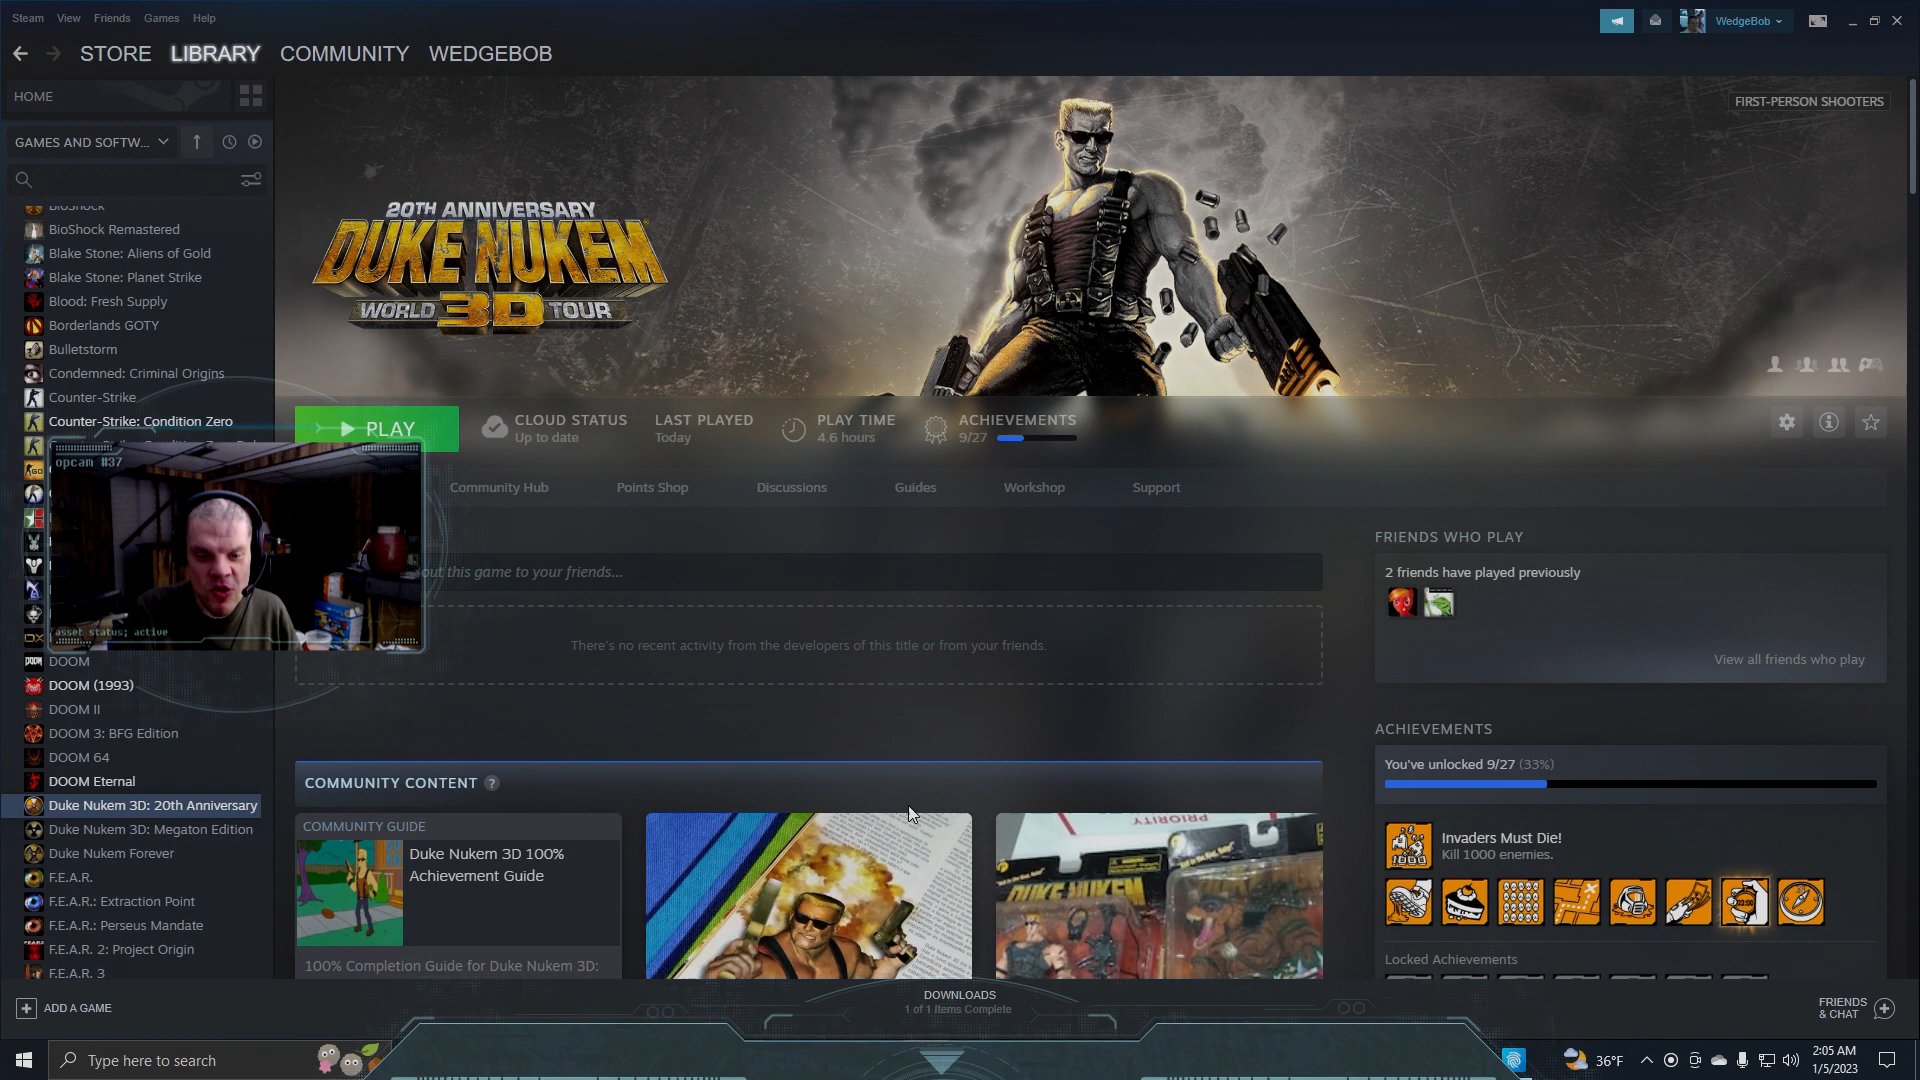 Steam View Friends Games Help
WedgeBob
STORE LIBRARY COMMUNITY WEDGEBOB
HOME
GAMES AND SOFTW...
BioShock
BioShock Remastered
Blake Stone: Aliens of Gold
Blake Stone: Planet Strike
Blood: Fresh Supply
Borderlands GOTY
Bulletstorm
Condemned: Criminal Origins
Counter-Strike
Counter-Strike: Condition Zero
opcam #37
asset status; active
DOOM
DOOM (1993)
DOOM II
DOOM 3: BFG Edition
DOOM 64
DOOM Eternal
Duke Nukem 3D: 20th Anniversary
Duke Nukem 3D: Megaton Edition
Duke Nukem Forever
F.E.A.R.
F.E.A.R.: Extraction Point
F.E.A.R.: Perseus Mandate
F.E.A.R. 2: Project Origin
F.E.A.R. 3
ADD A GAME
FIRST-PERSON SHOOTERS
20TH ANNIVERSARY
DUKE NUKEM
WORLD 3D TOUR
PLAY
CLOUD STATUS
Up to date
LAST PLAYED
Today
PLAY TIME
4.6 hours
ACHIEVEMENTS
9/27
Community Hub Points Shop Discussions Guides Workshop Support
out this game to your friends...
There's no recent activity from the developers of this title or from your friends.
COMMUNITY CONTENT ?
COMMUNITY GUIDE
Duke Nukem 3D 100%
Achievement Guide
100% Completion Guide for Duke Nukem 3D:
PRIORITY
DUKE NUKEM
FRIENDS WHO PLAY
2 friends have played previously
View all friends who play
ACHIEVEMENTS
You've unlocked 9/27 (33%)
Invaders Must Die!
Kill 1000 enemies.
Locked Achievements
DOWNLOADS
1 of 1 Items Complete
FRIENDS
& CHAT
Type here to search
36°F
2:05 AM
1/5/2023